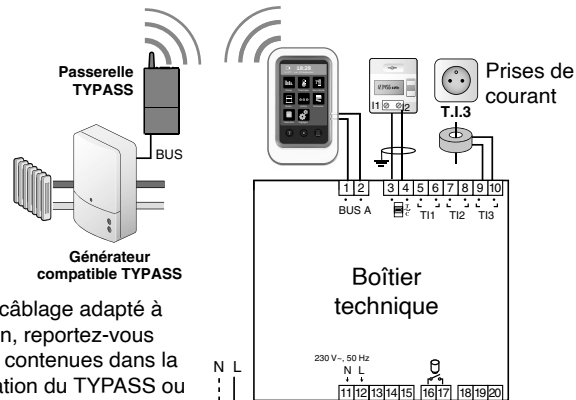 Passerelle
TYPASS
BUS
Générateur
compatible TYPASS
I1 I2
T.I.3
Prises de
courant
1 2 3 4 5 6 7 8 9 10
BUS A
TI1 TI2 TI3
Boîtier
technique
câblage adapté à
n, reportez-vous
contenues dans la
ation du TYPASS ou
N L
230 V~, 50 Hz
N L
11 12 13 14 15 16 17 18 19 20